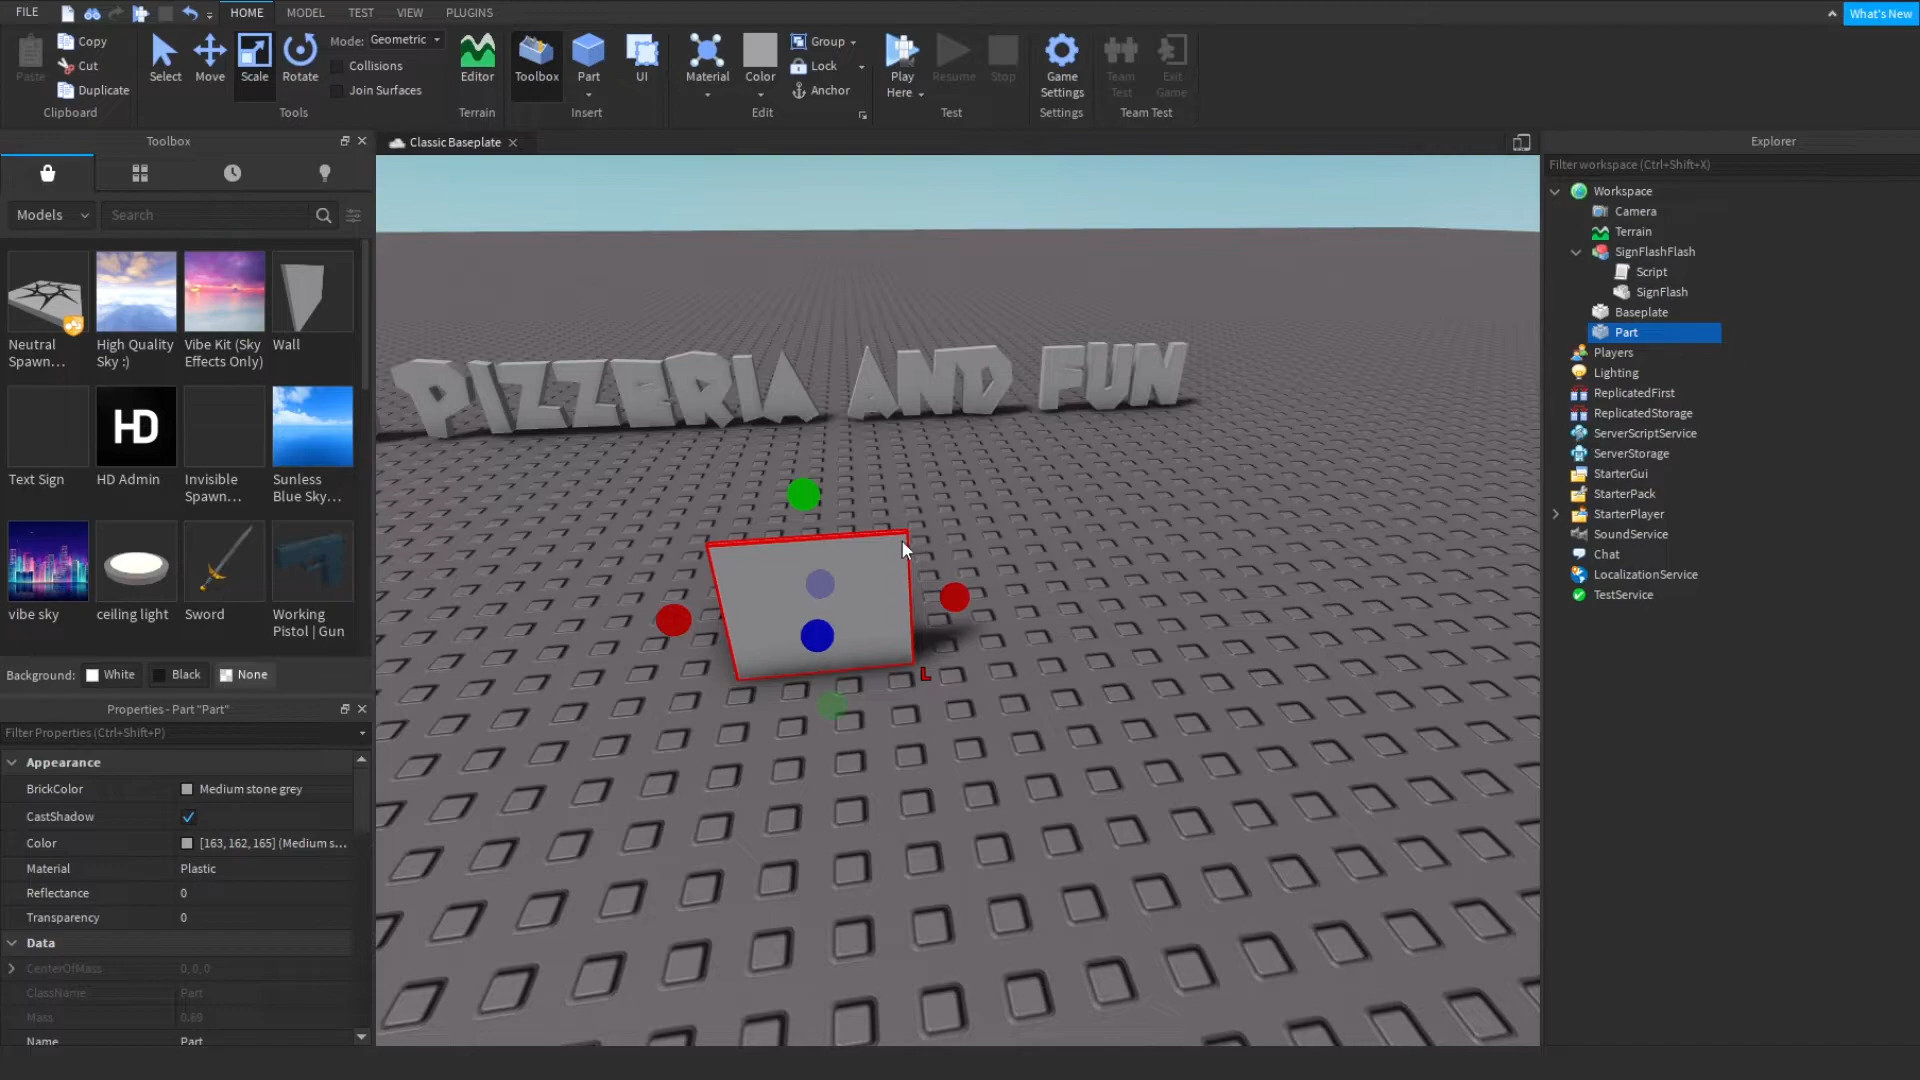 FILE
HOME
MODEL
TEST
VIEW
PLUGINS
What's New
Paste
Copy
Cut
Duplicate
Clipboard
Select
Move
Scale
Rotate
Mode: Geometric
Collisions
Join Surfaces
Tools
Editor
Terrain
Toolbox
Part
UI
Insert
Material
Color
Group
Lock
Anchor
Edit
Play
Here
Resume
Stop
Test
Game
Settings
Settings
Team
Test
Exit
Game
Team Test
Toolbox
Models
Search
Neutral
Spawn...
High Quality
Sky :)
Vibe Kit (Sky
Effects Only)
Wall
Text Sign
HD
HD Admin
Invisible
Spawn...
Sunless
Blue Sky...
vibe sky
ceiling light
Sword
Working
Pistol | Gun
Background:
White
Black
None
Properties - Part "Part"
Filter Properties (Ctrl+Shift+P)
Appearance
BrickColor
Medium stone grey
CastShadow
Color
[163, 162, 165] (Medium s...
Material
Plastic
Reflectance
0
Transparency
0
Data
CenterOfMass
0, 0, 0
ClassName
Part
Mass
0.69
Name
Part
Classic Baseplate
PIZZERIA AND FUN
L
Explorer
Filter workspace (Ctrl+Shift+X)
Workspace
Camera
Terrain
SignFlashFlash
Script
SignFlash
Baseplate
Part
Players
Lighting
ReplicatedFirst
ReplicatedStorage
ServerScriptService
ServerStorage
StarterGui
StarterPack
StarterPlayer
SoundService
Chat
LocalizationService
TestService